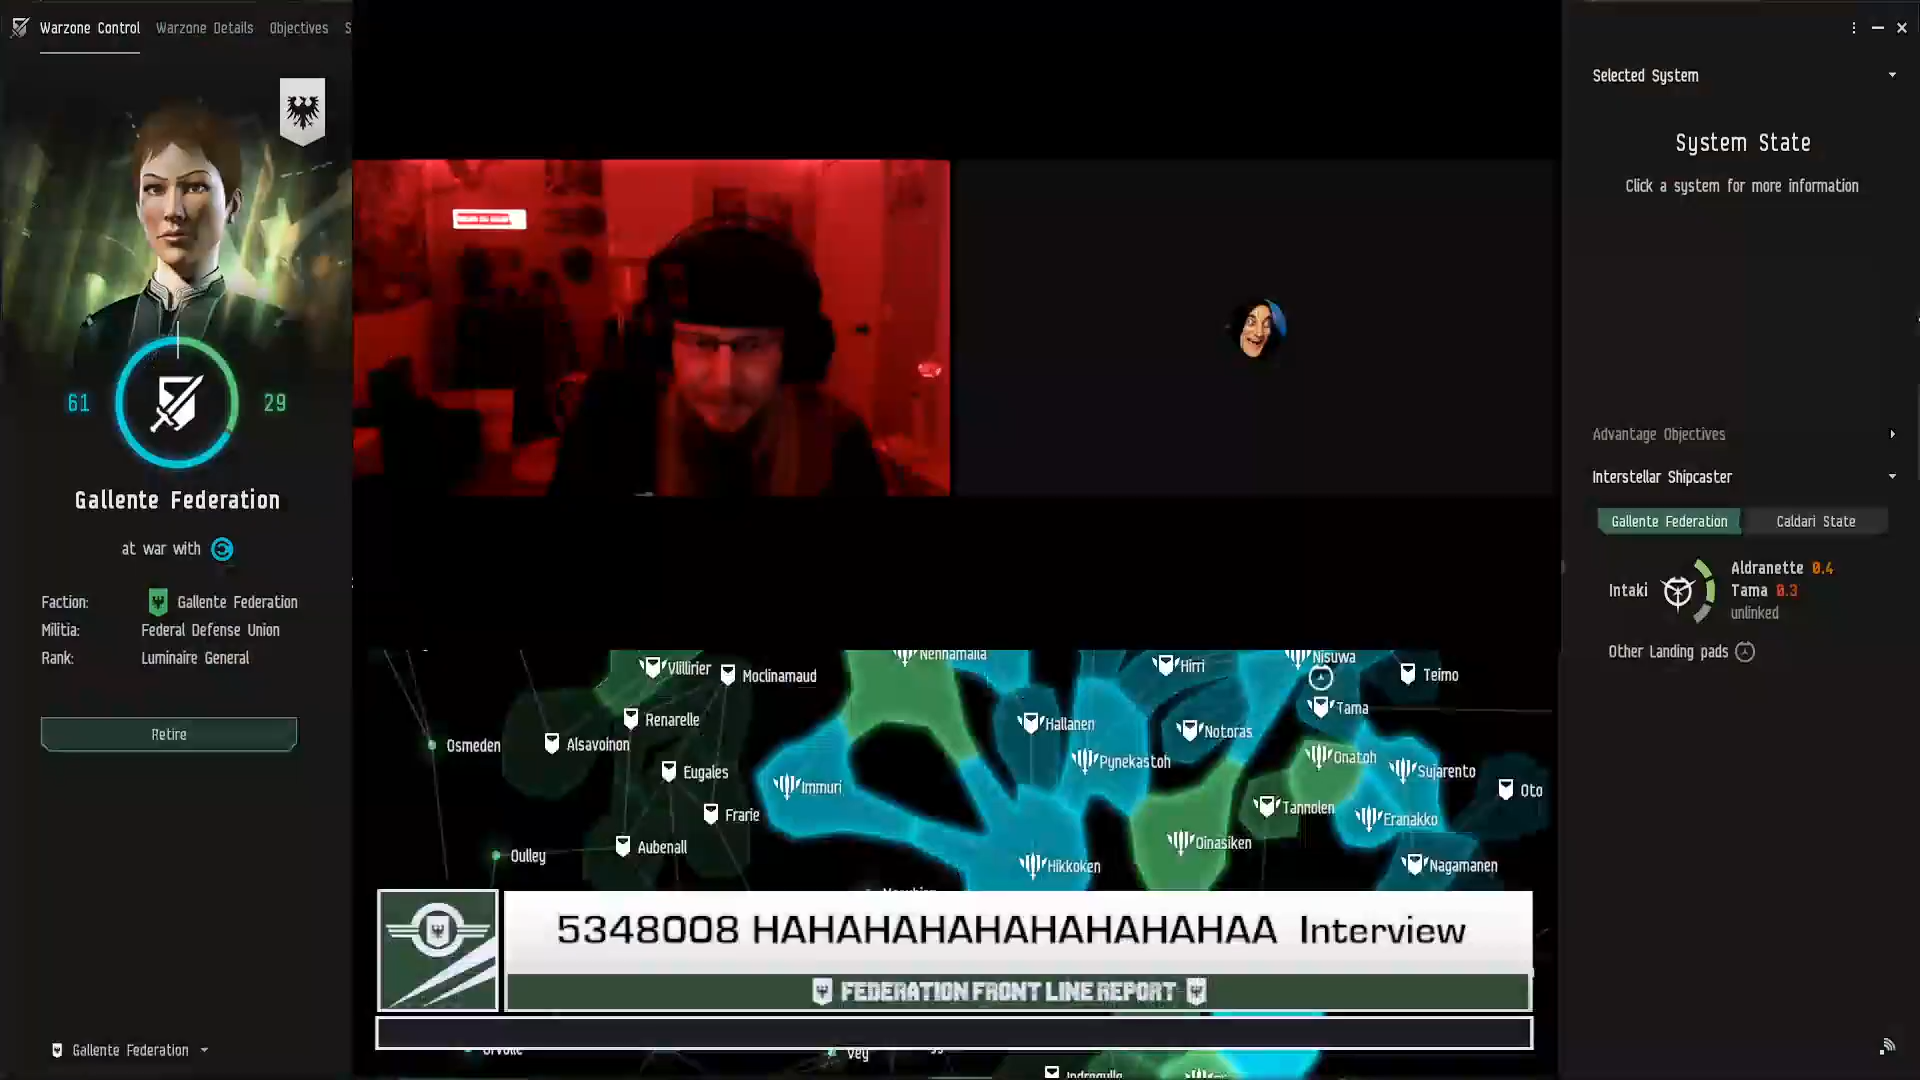 Warzone Control
Warzone Details
Objectives
S
61
29
Gallente Federation
at war with
Faction: Gallente Federation
Militia: Federal Defense Union
Rank: Luminaire General
Retire
Gallente Federation
Selected System
System State
Click a system for more information
Advantage Objectives
Interstellar Shipcaster
Gallente Federation
Caldari State
Intaki
Aldranette 0.4
Tama 0.3
unlinked
Other Landing pads
Vlillirier
Moclinamaud
Nennamaila
Hirri
Nisuwa
Teimo
Osmeden
Alsavoinon
Renarelle
Hallanen
Notoras
Tama
Eugales
Immuri
Pynekastoh
Onatoh
Sujarento
Oto
Frarie
Tannolen
Eranakko
Oulley
Aubenall
Hikkoken
Oinasiken
Nagamanen
5348008 HAHAHAHAHAHAHAHAHAA Interview
FEDERATION FRONT LINE REPORT
Vey